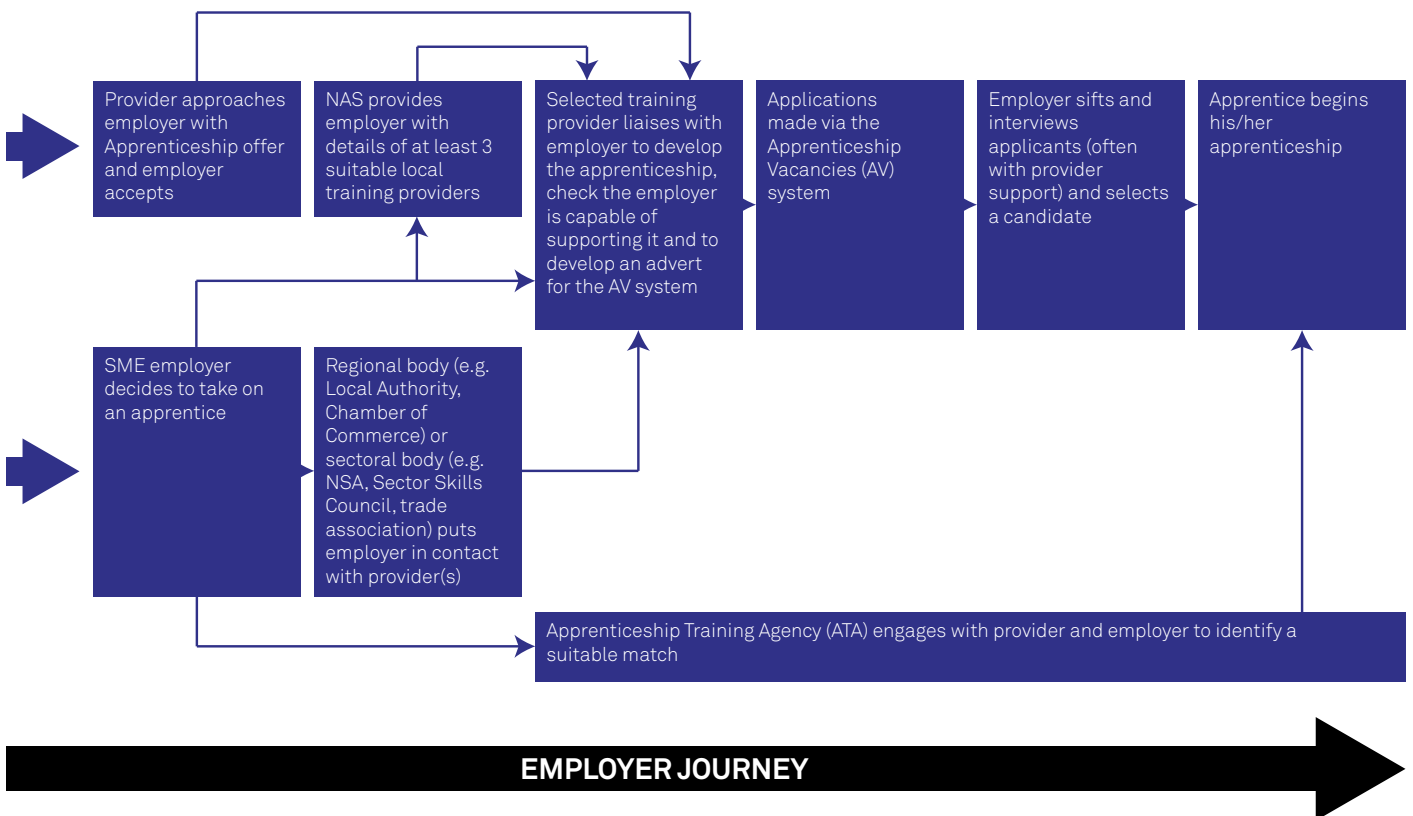 Provider approaches
employer with
Apprenticeship offer
and employer
accepts
NAS provides
employer with
details of at least 3
suitable local
training providers
Selected training
provider liaises with
employer to develop
the apprenticeship,
check the employer
is capable of
supporting it and to
develop an advert
for the AV system
Applications
made via the
Apprenticeship
Vacancies (AV)
system
Employer sifts and
interviews
applicants (often
with provider
support) and selects
a candidate
Apprentice begins
his/her
apprenticeship
SME employer
decides to take on
an apprentice
Regional body (e.g.
Local Authority,
Chamber of
Commerce) or
sectoral body (e.g.
NSA, Sector Skills
Council, trade
association) puts
employer in contact
with provider(s)
Apprenticeship Training Agency (ATA) engages with provider and employer to identify a
suitable match
EMPLOYER JOURNEY